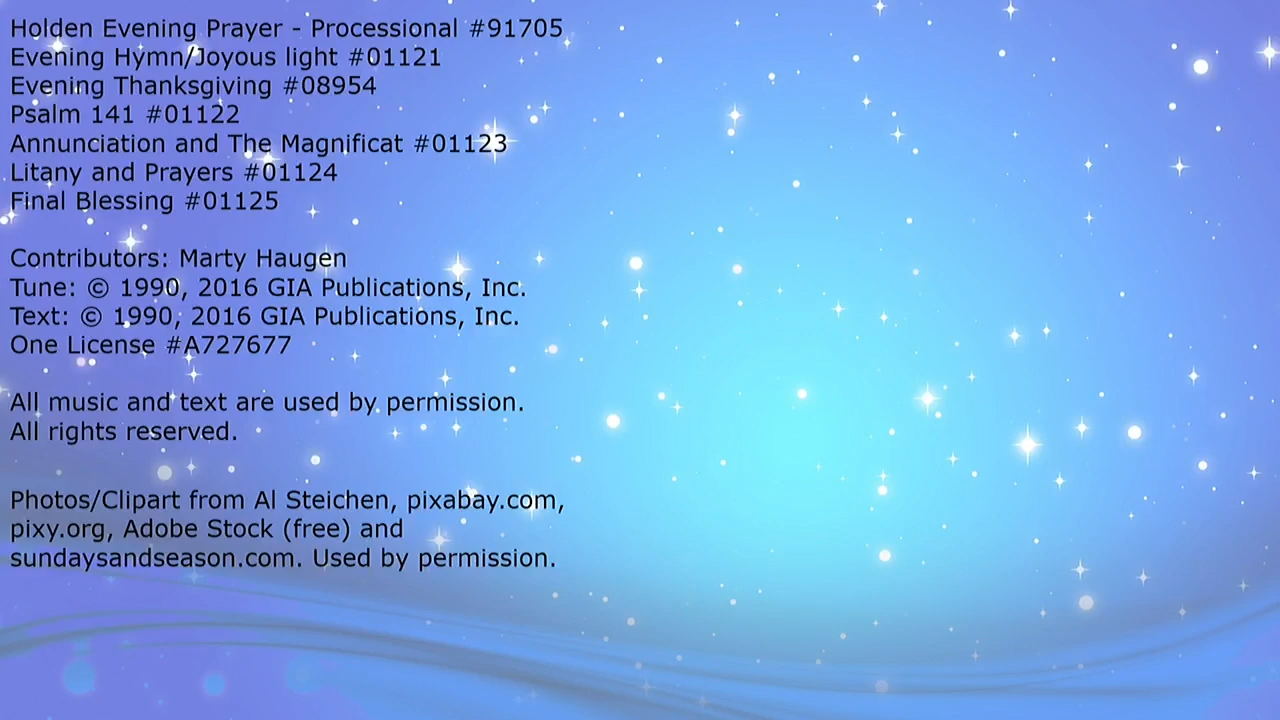 Holden Evening Prayer - Processional #91705
Evening Hymn/Joyous light #01121
Evening Thanksgiving #08954
Psalm 141 #01122
Annunciation and The Magnificat #01123
Litany and Prayers #01124
Final Blessing #01125
Contributors: Marty Haugen
Tune: © 1990, 2016 GIA Publications, Inc.
Text: © 1990, 2016 GIA Publications, Inc.
One License #A727677
All music and text are used by permission.
All rights reserved.
Photos/Clipart from Al Steichen, pixabay.com,
pixy.org, Adobe Stock (free) and
sundaysandseason.com. Used by permission.